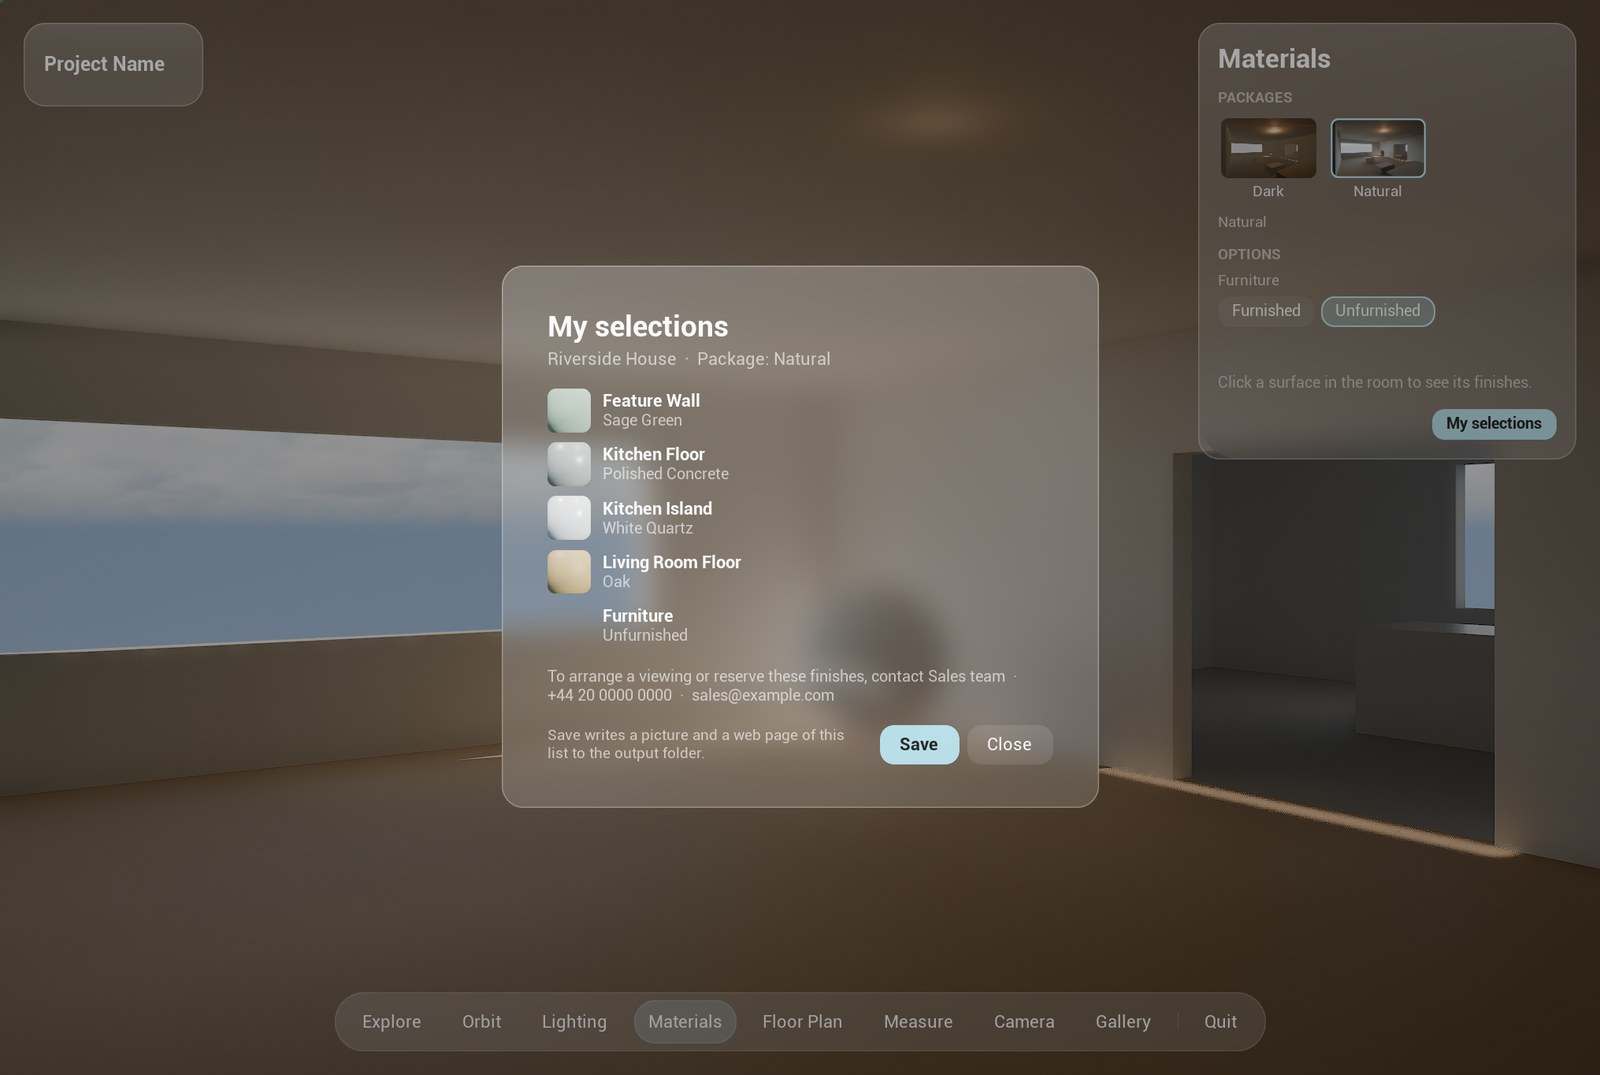 Project Name
Materials
PACKAGES
Dark
Natural
Natural
OPTIONS
Furniture
Furnished
Unfurnished
Click a surface in the room to see its finishes.
My selections
My selections
Riverside House · Package: Natural
Feature Wall
Sage Green
Kitchen Floor
Polished Concrete
Kitchen Island
White Quartz
Living Room Floor
Oak
Furniture
Unfurnished
To arrange a viewing or reserve these finishes, contact Sales team ·
+44 20 0000 0000 · sales@example.com
Save writes a picture and a web page of this
list to the output folder.
Save
Close
Explore
Orbit
Lighting
Materials
Floor Plan
Measure
Camera
Gallery
Quit